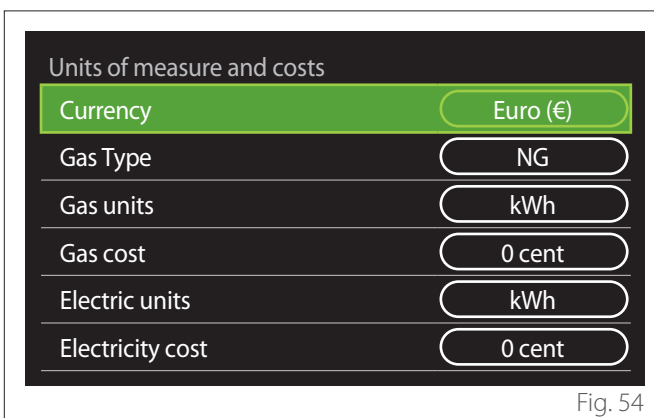 Units of measure and costs
Currency Euro (€)
Gas Type NG
Gas units kWh
Gas cost 0 cent
Electric units kWh
Electricity cost 0 cent
Fig. 54